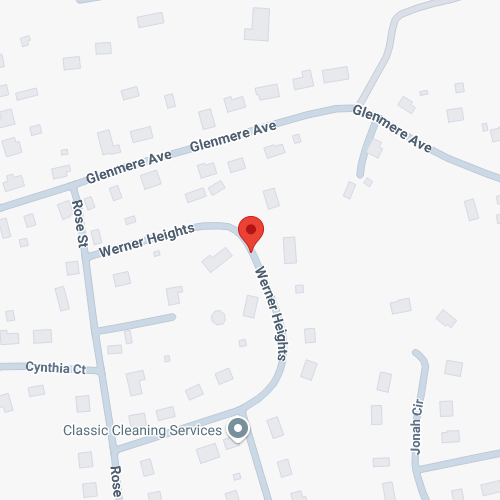 Glenmere Ave
Glenmere Ave
Glenmere Ave
Rose St
Werner Heights
Werner Heights
Cynthia Ct
Classic Cleaning Services
Jonah Cir
Rose